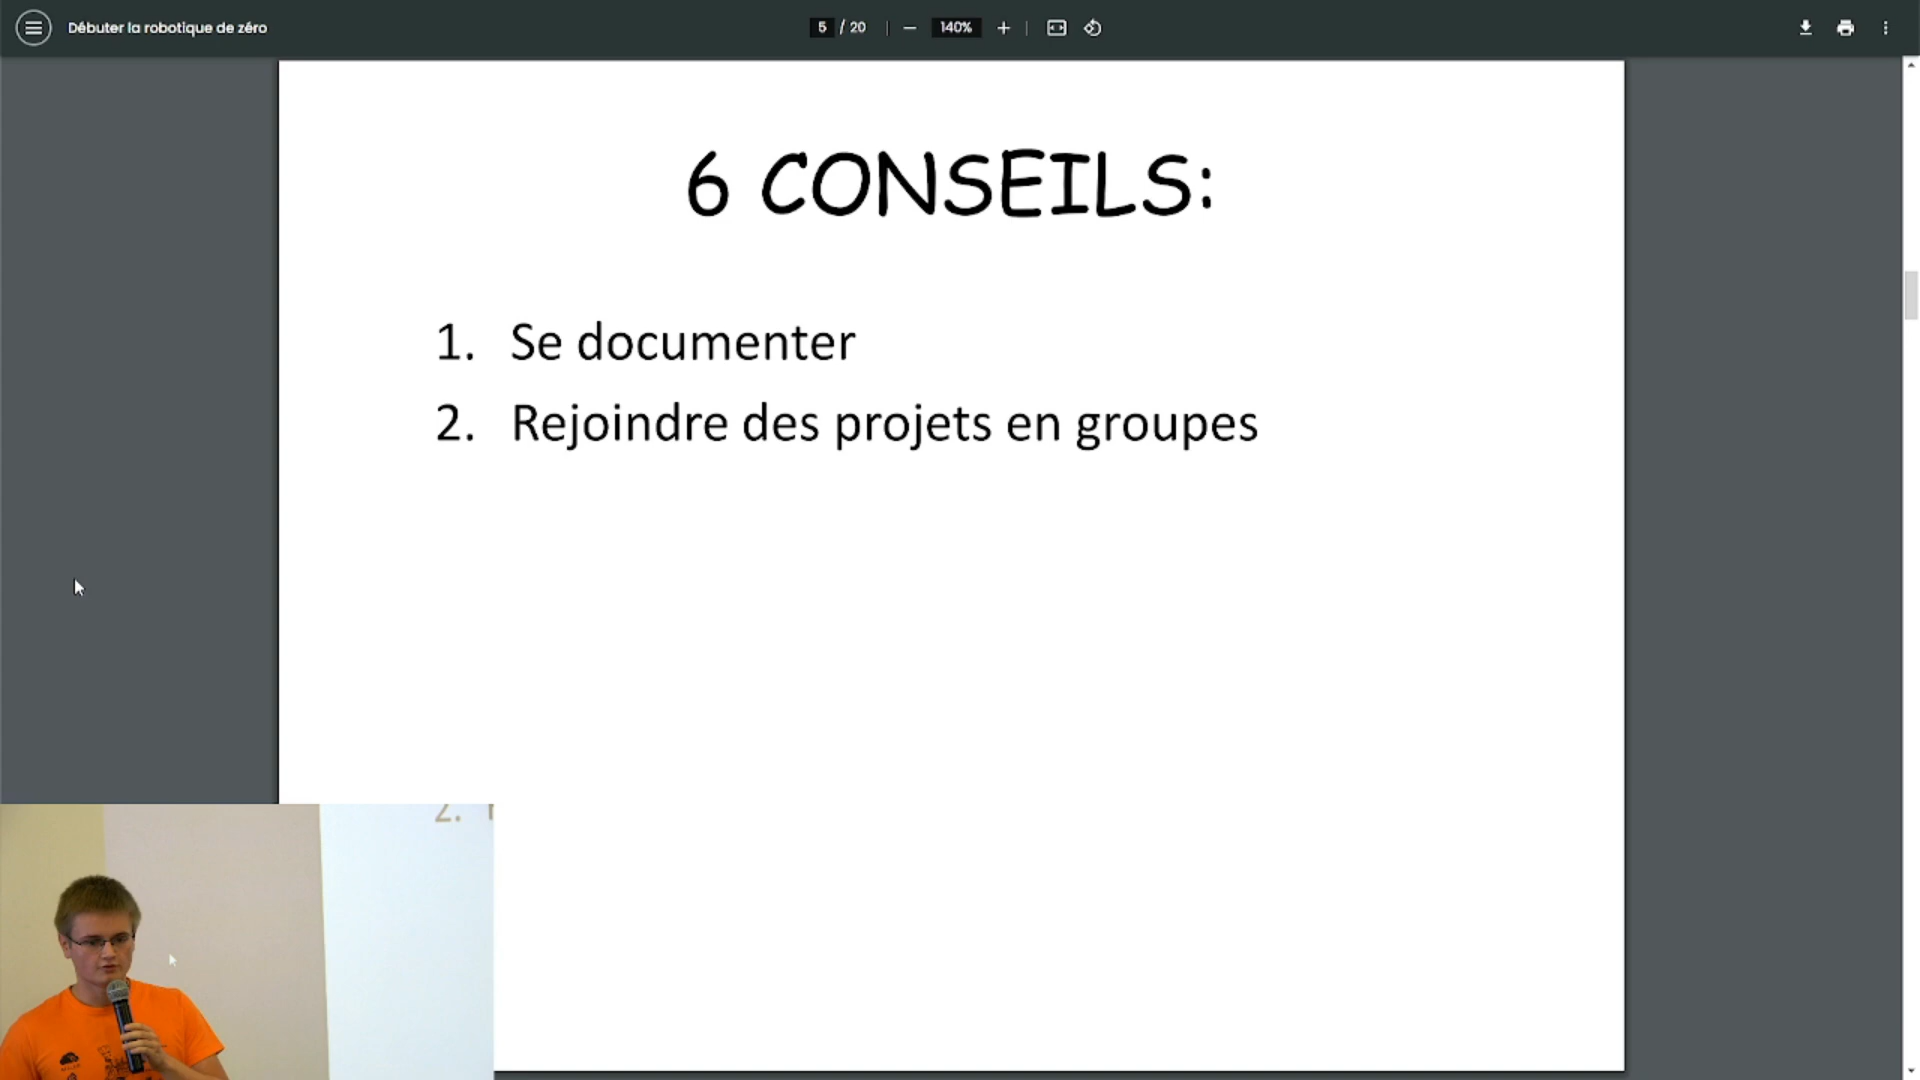 Débuter la robotique de zéro
5 / 20
140%
6 CONSEILS:
1. Se documenter
2. Rejoindre des projets en groupes
2.